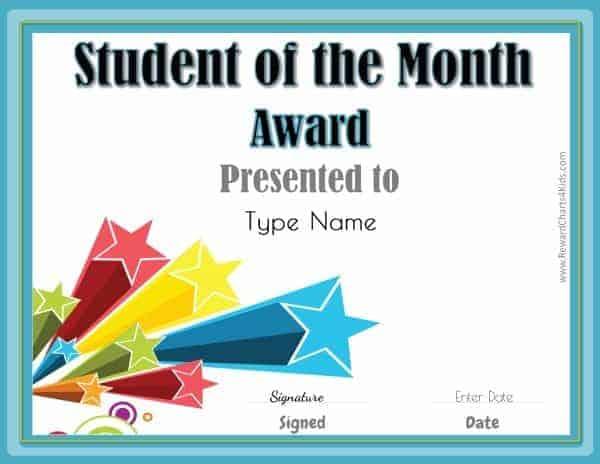 Student of the Month
Award
Presented to
Type Name
www.RewardCharts4Kids.com
Signature
Enter Date
Signed
Date